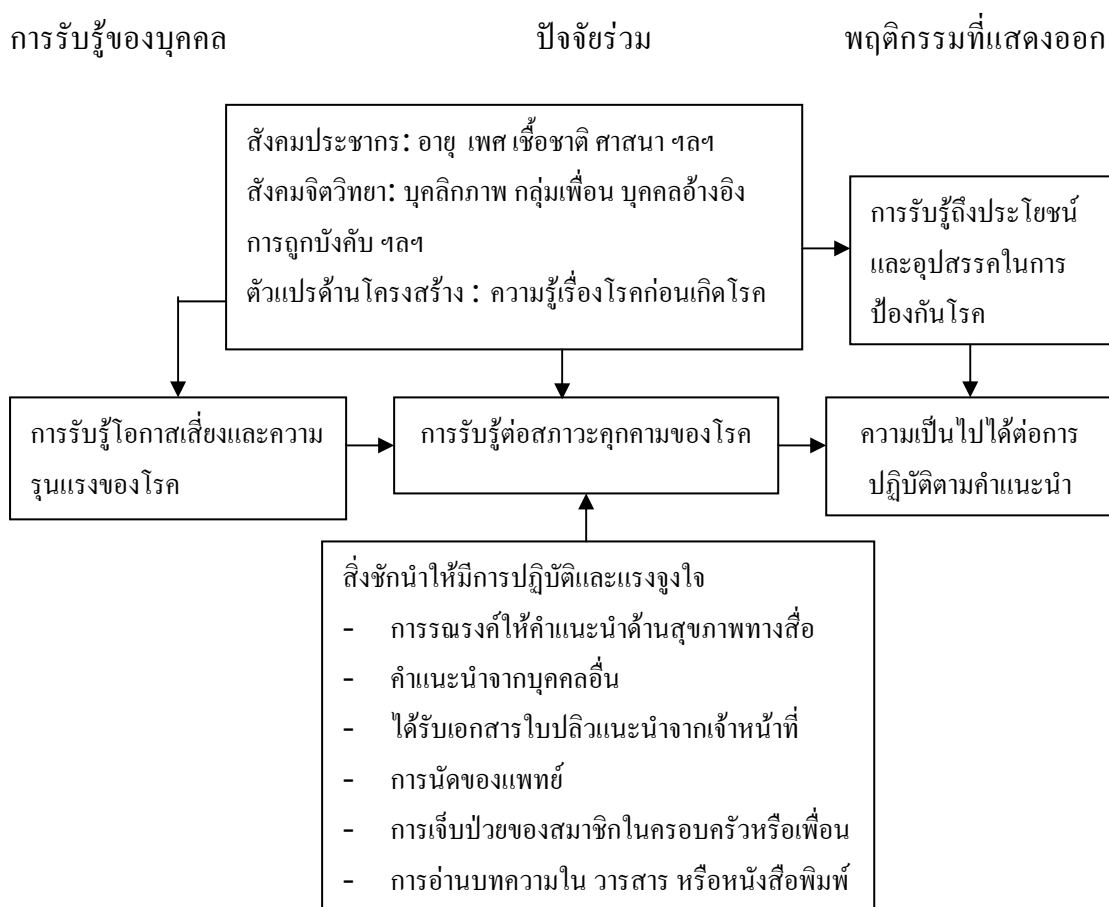 การรับรู้ของบุคคล
ปัจจัยร่วม
พฤติกรรมที่แสดงออก
สังคมประชากร: อายุ เพศ เชื้อชาติ ศาสนา ฯลฯ
สังคมจิตวิทยา: บุคลิกภาพ กลุ่มเพื่อน บุคคลอ้างอิง
การถูกบังคับ ฯลฯ
ตัวแปรด้านโครงสร้าง : ความรู้เรื่องโรคก่อนเกิดโรค
การรับรู้ถึงประโยชน์
และอุปสรรคในการ
ป้องกันโรค
การรับรู้โอกาสเสี่ยงและความ
รุนแรงของโรค
การรับรู้ต่อสภาวะคุกคามของโรค
ความเป็นไปได้ต่อการ
ปฏิบัติตามคำแนะนำ
สิ่งชักนำให้มีการปฏิบัติและแรงจูงใจ
- การรณรงค์ให้คำแนะนำด้านสุขภาพทางสื่อ
- คำแนะนำจากบุคคลอื่น
- ได้รับเอกสารใบปลิวแนะนำจากเจ้าหน้าที่
- การนัดของแพทย์
- การเจ็บป่วยของสมาชิกในครอบครัวหรือเพื่อน
- การอ่านบทความใน วารสาร หรือหนังสือพิมพ์